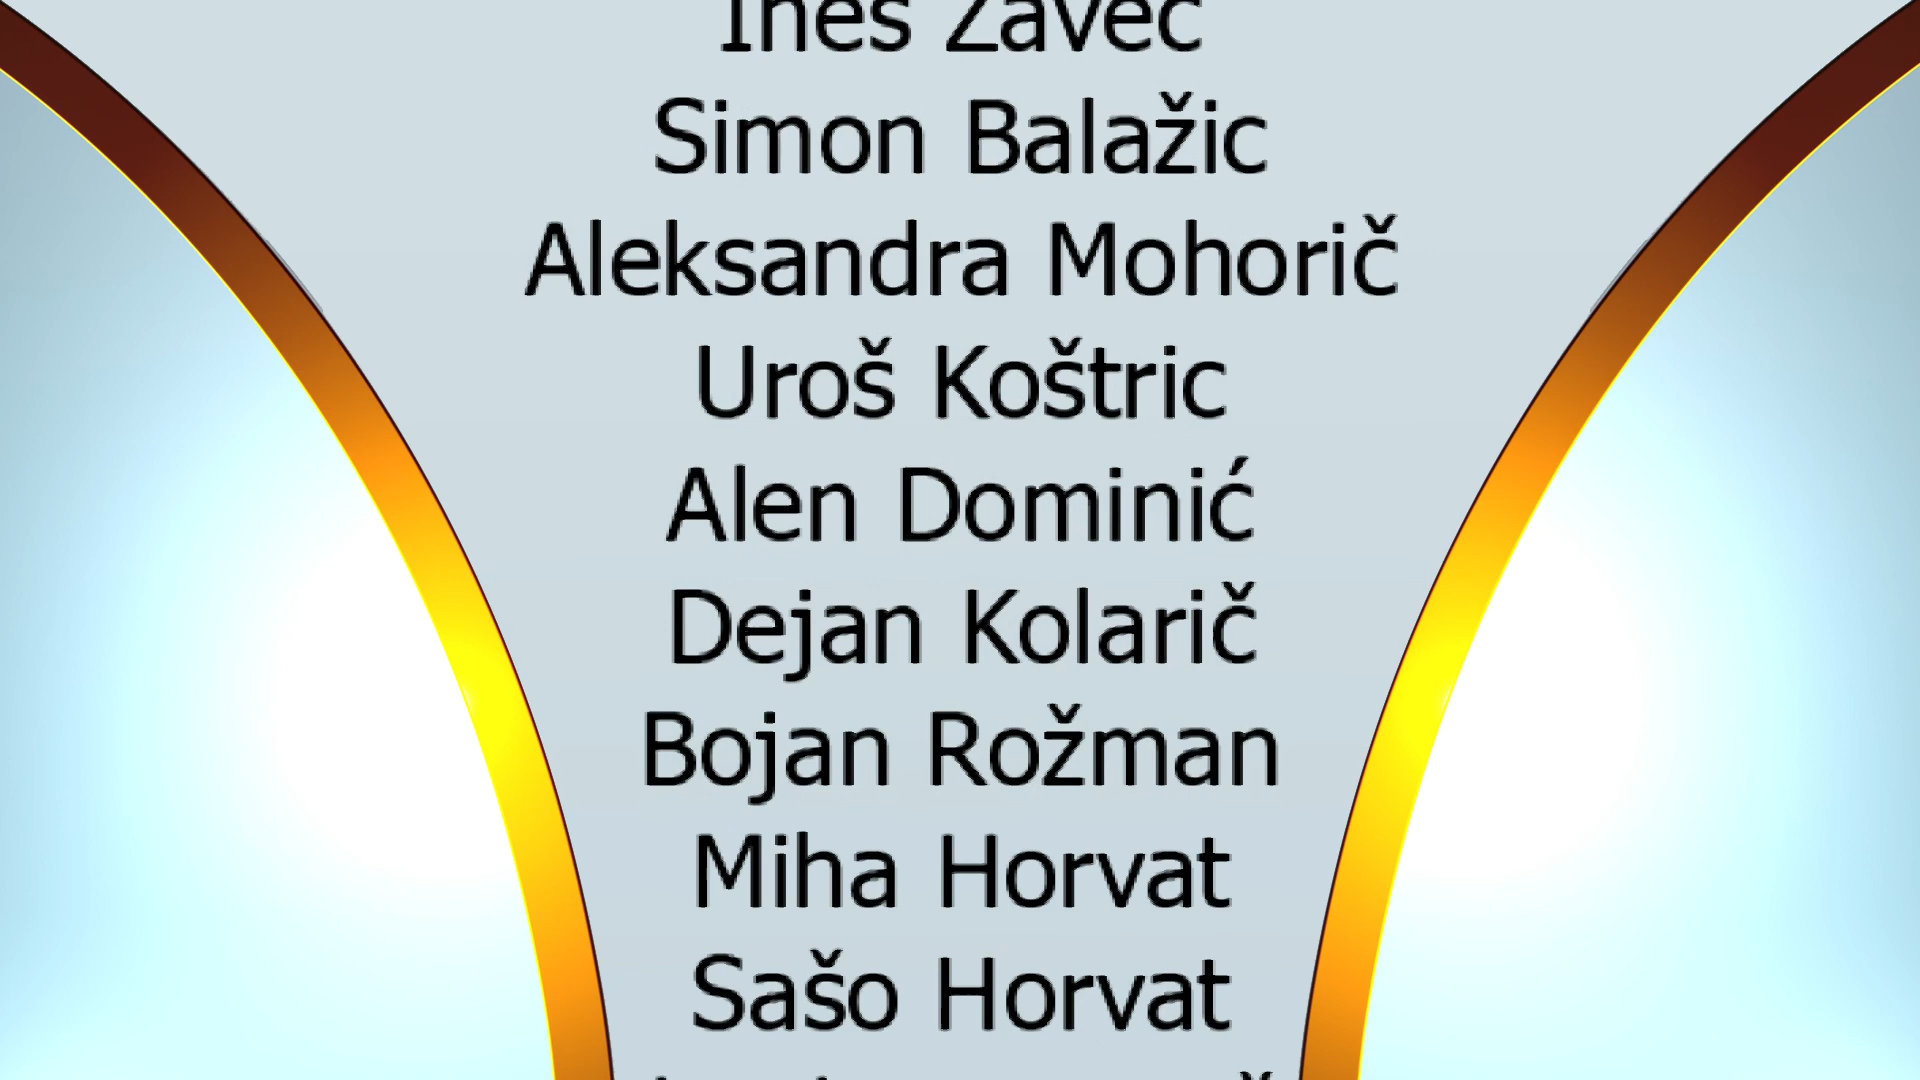 Ines Zavec
Simon Balažic
Aleksandra Mohorič
Uroš Koštric
Alen Dominić
Dejan Kolarič
Bojan Rožman
Miha Horvat
Sašo Horvat